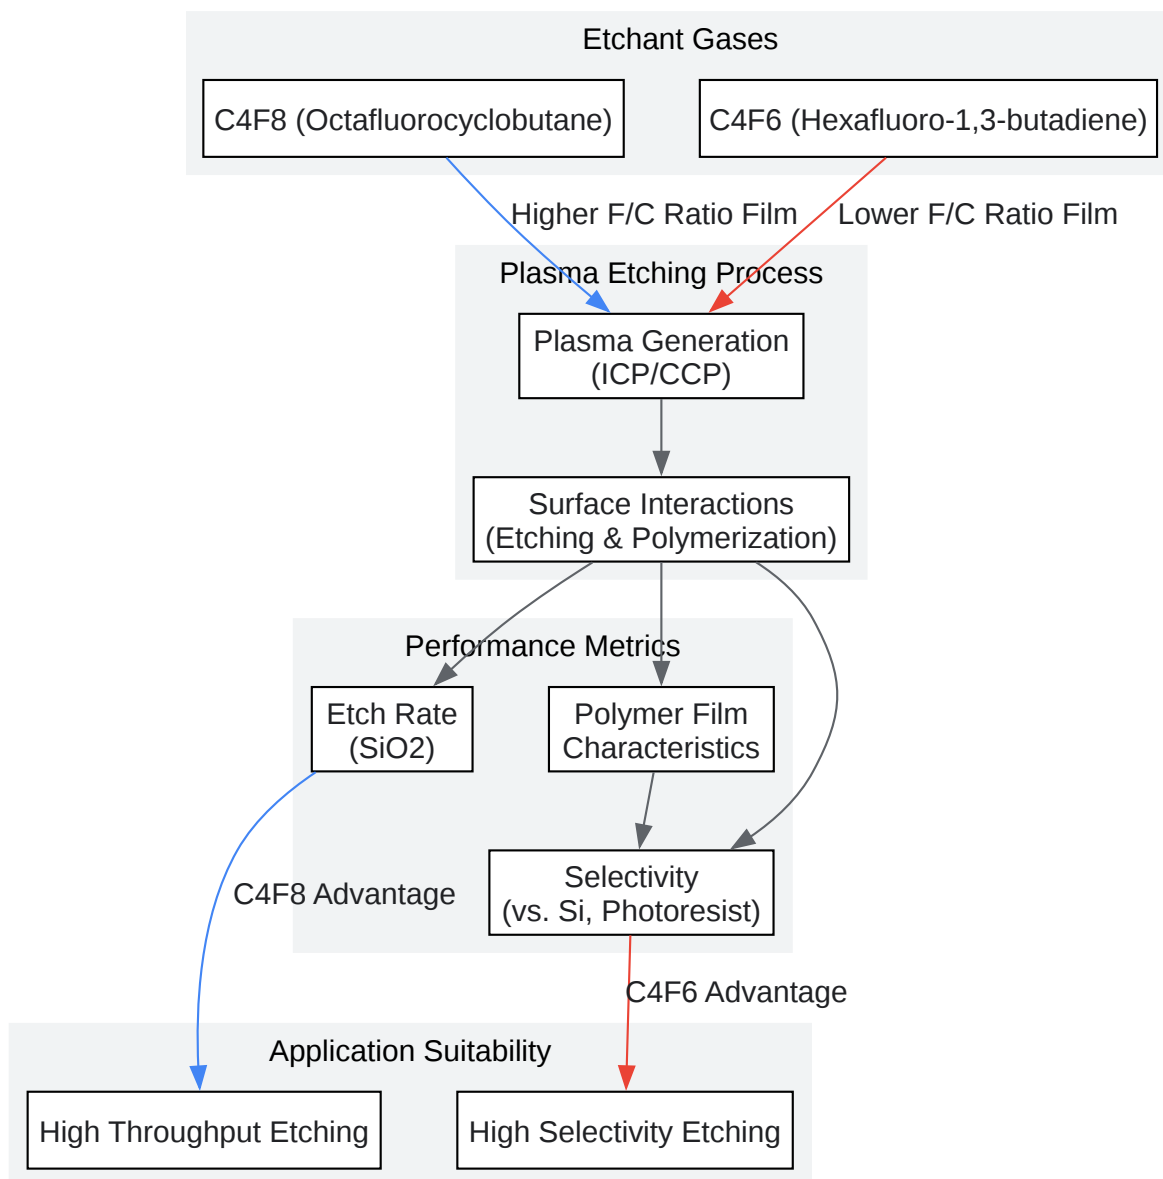 Etchant Gases
C4F8 (Octafluorocyclobutane)
C4F6 (Hexafluoro-1,3-butadiene)
Higher F/C Ratio Film
Lower F/C Ratio Film
Plasma Etching Process
Plasma Generation
(ICP/CCP)
Surface Interactions
(Etching & Polymerization)
Performance Metrics
Etch Rate
(SiO2)
Polymer Film
Characteristics
Selectivity
(vs. Si, Photoresist)
C4F8 Advantage
C4F6 Advantage
Application Suitability
High Throughput Etching
High Selectivity Etching